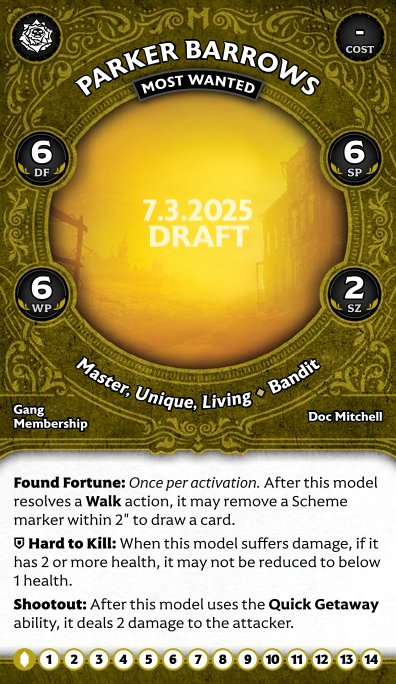 M
-
COST
PARKER BARROWS
MOST WANTED
6
DF
6
SP
7.3.2025
DRAFT
6
WP
2
SZ
Master, Unique, Living ⬥ Bandit
Gang
Membership
Doc Mitchell
Found Fortune: Once per activation. After this model
resolves a Walk action, it may remove a Scheme
marker within 2" to draw a card.
Hard to Kill: When this model suffers damage, if it
has 2 or more health, it may not be reduced to below
1 health.
Shootout: After this model uses the Quick Getaway
ability, it deals 2 damage to the attacker.
1 2 3 4 5 6 7 8 9 10 11 12 13 14